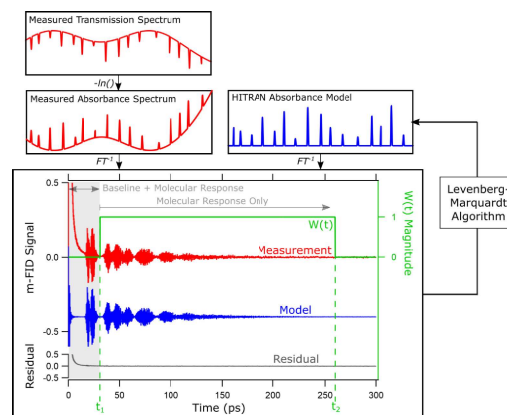 Measured Transmission Spectrum
-ln()
Measured Absorbance Spectrum
HITRAN Absorbance Model
FT⁻¹
FT⁻¹
Levenberg-
Marquardt
Algorithm
Baseline + Molecular Response
Molecular Response Only
W(t)
Measurement
Model
Residual
m-FID Signal
Residual
W(t) Magnitude
0.5
0.0
-0.5
0.5
0.0
1
0
0
50
100
150
200
250
300
t₁
Time (ps)
t₂